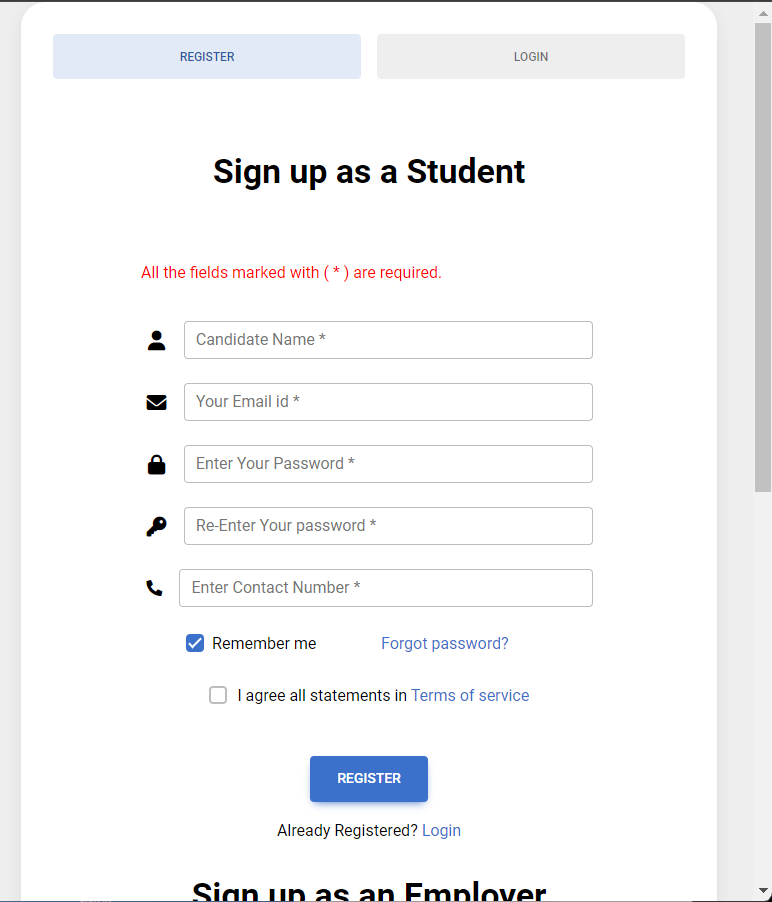 REGISTER
LOGIN
Sign up as a Student
All the fields marked with ( * ) are required.
Candidate Name *
Your Email id *
Enter Your Password *
Re-Enter Your password *
Enter Contact Number *
Remember me Forgot password?
I agree all statements in Terms of service
REGISTER
Already Registered? Login
Sign up as an Employer